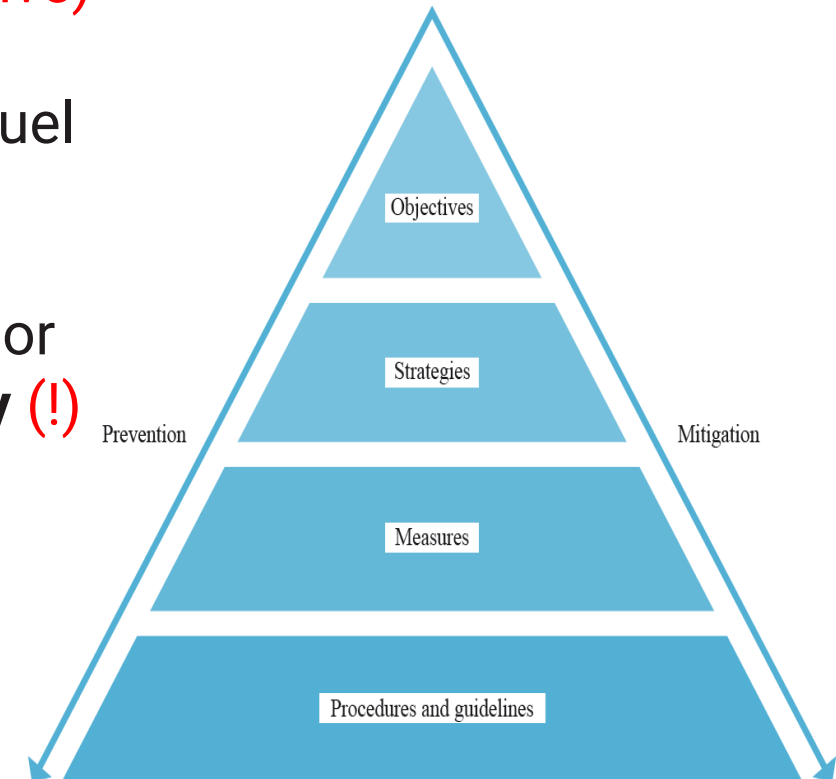 uel
or
(!)
Objectives
Strategies
Prevention
Mitigation
Measures
Procedures and guidelines